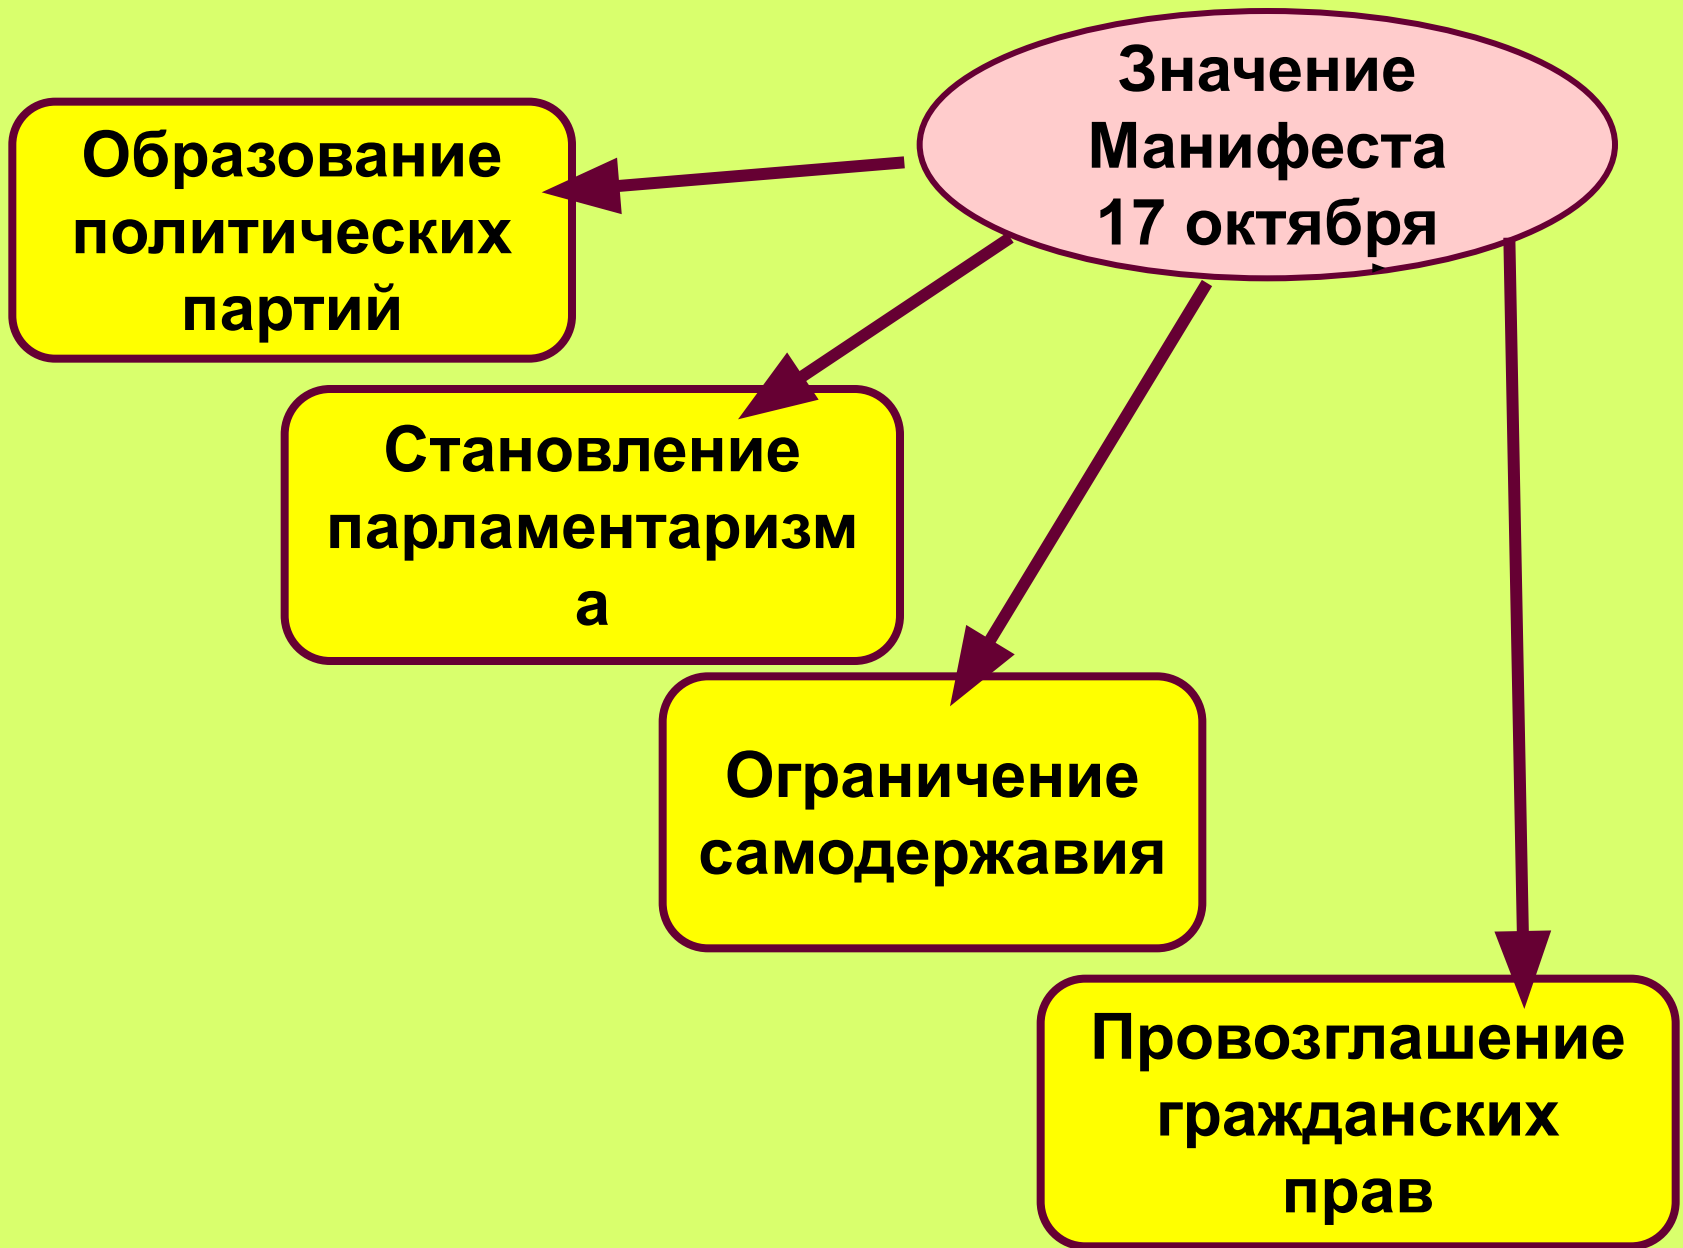 Значение
Манифеста
17 октября
Образование
политических
партий
Становление
парламентаризм
а
Ограничение
самодержавия
Провозглашение
гражданских
прав